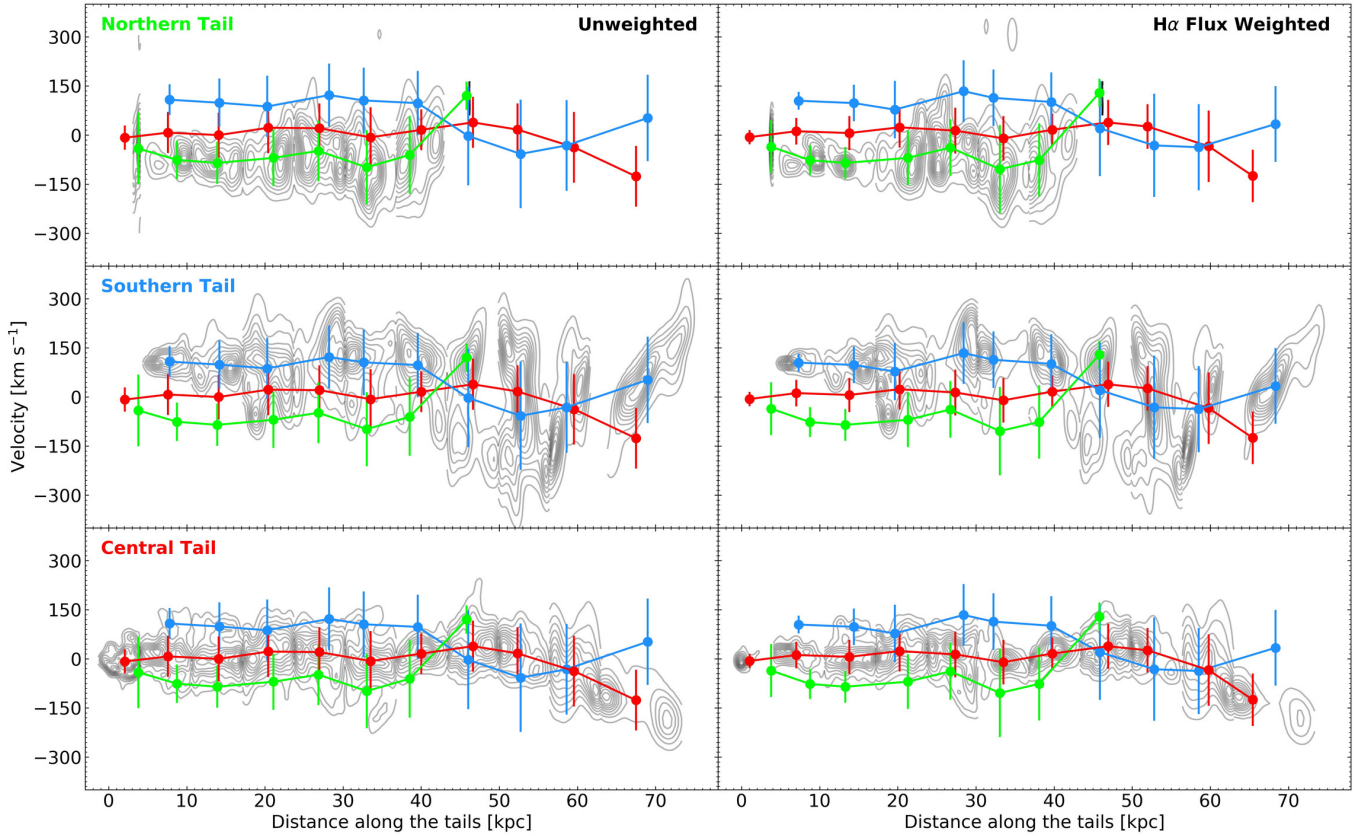 Northern Tail
Unweighted
Hα Flux Weighted
300
150
0
−150
−300
Southern Tail
300
150
0
−150
−300
Velocity [km s⁻¹]
Central Tail
300
150
0
−150
−300
0 10 20 30 40 50 60 70
0 10 20 30 40 50 60 70
Distance along the tails [kpc]
Distance along the tails [kpc]